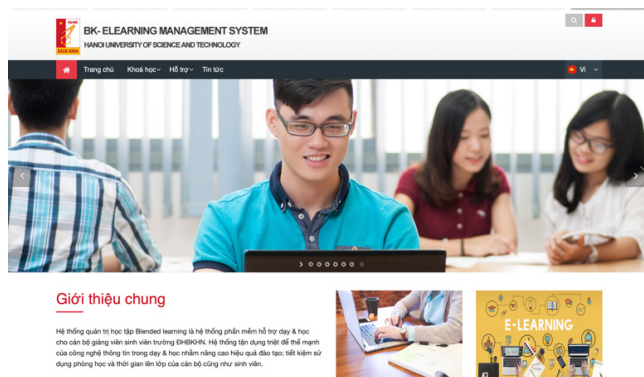 BK- ELEARNING MANAGEMENT SYSTEM
HANOI UNIVERSITY OF SCIENCE AND TECHNOLOGY
BÁCH KHOA
Trang chủ Khoá học Hỗ trợ Tin tức
Vi
Giới thiệu chung
E-LEARNING
Hệ thống quản trị học tập Blended learning là hệ thống phần mềm hỗ trợ dạy & học
cho cán bộ giảng viên sinh viên trường ĐHBKHN. Hệ thống tận dụng triệt để thế mạnh
của công nghệ thông tin trong dạy & học nhằm nâng cao hiệu quả đào tạo; tiết kiệm sử
dụng phòng học và thời gian lên lớp của cán bộ cũng như sinh viên.